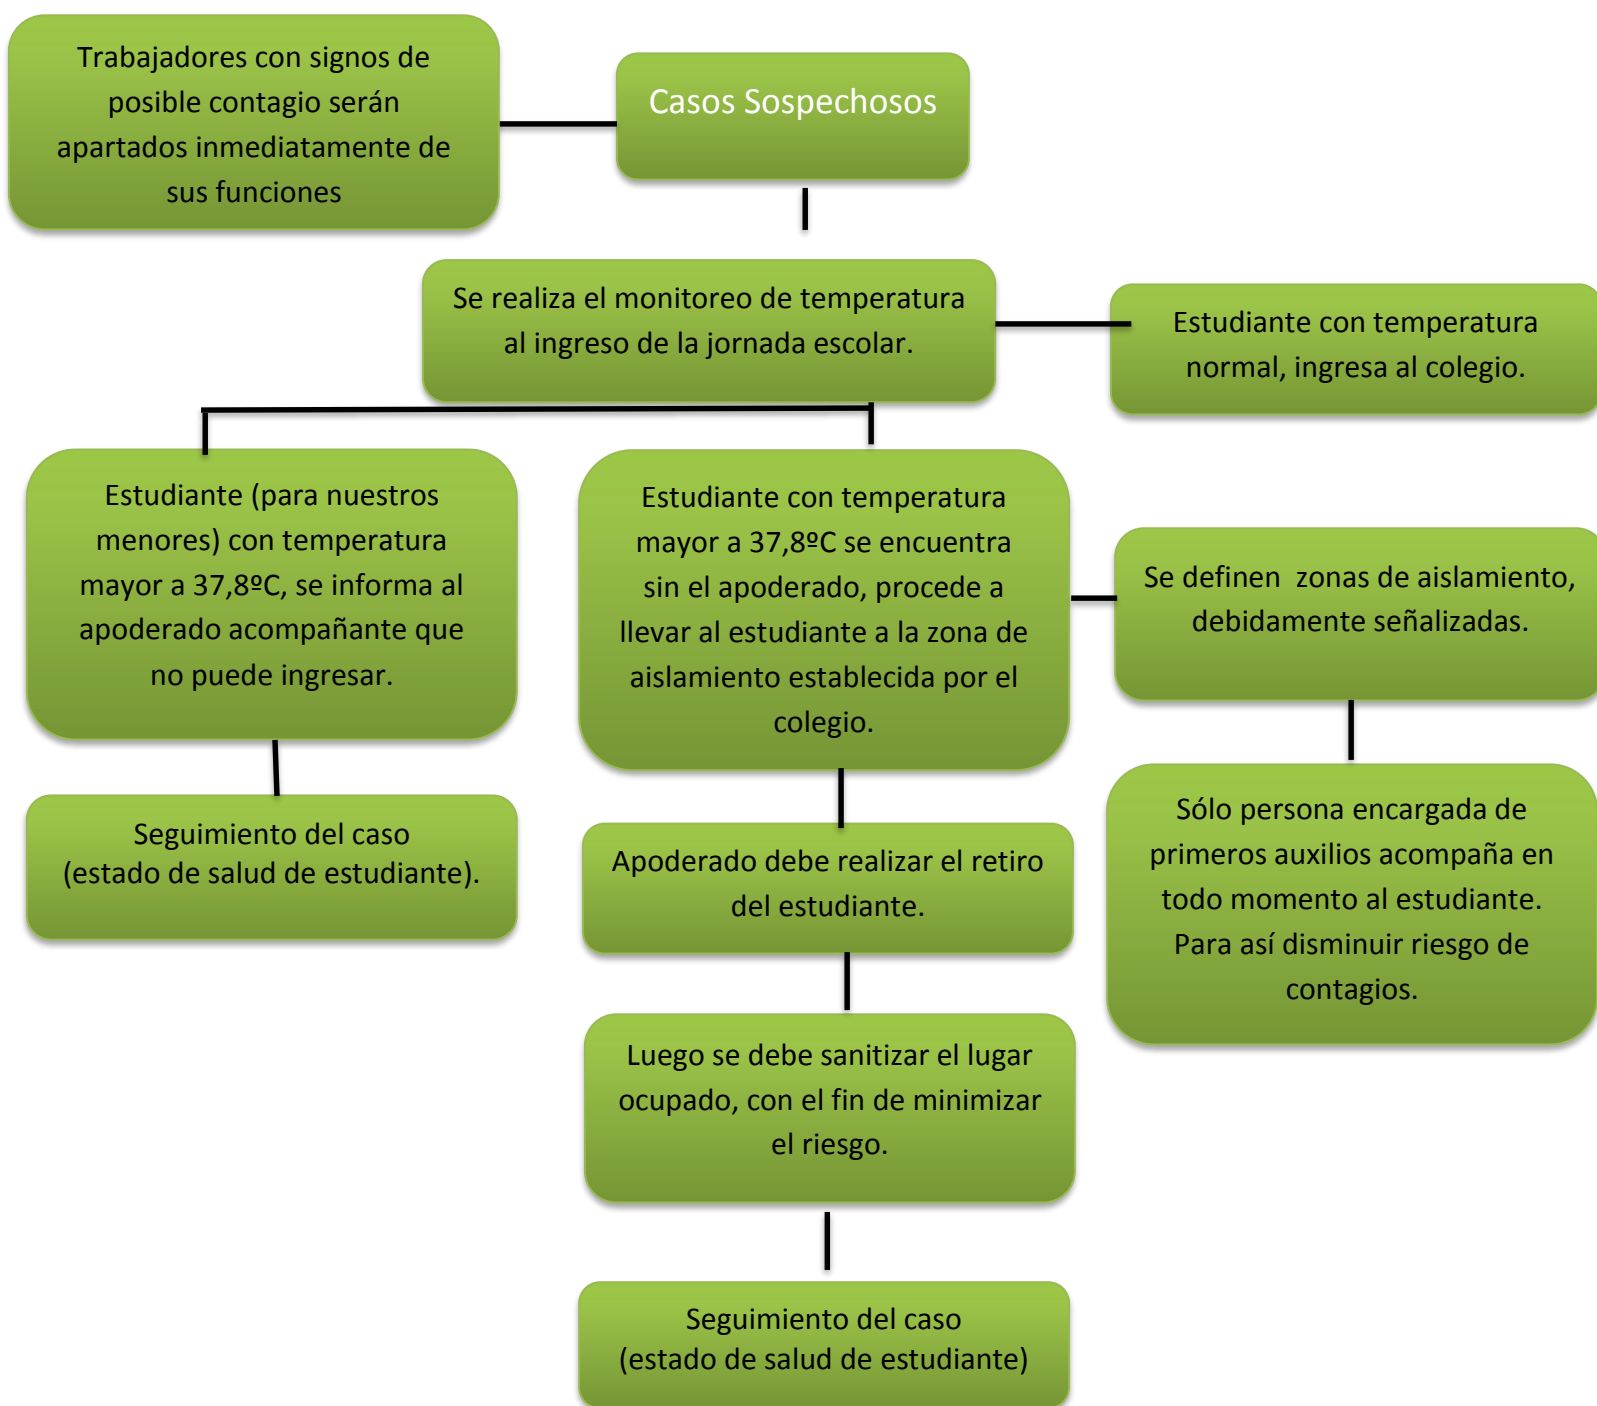 Trabajadores con signos de
posible contagio serán
apartados inmediatamente de
sus funciones
Casos Sospechosos
Se realiza el monitoreo de temperatura
al ingreso de la jornada escolar.
Estudiante con temperatura
normal, ingresa al colegio.
Estudiante (para nuestros
menores) con temperatura
mayor a 37,8ºC, se informa al
apoderado acompañante que
no puede ingresar.
Estudiante con temperatura
mayor a 37,8ºC se encuentra
sin el apoderado, procede a
llevar al estudiante a la zona de
aislamiento establecida por el
colegio.
Se definen  zonas de aislamiento,
debidamente señalizadas.
Seguimiento del caso
(estado de salud de estudiante).
Apoderado debe realizar el retiro
del estudiante.
Sólo persona encargada de
primeros auxilios acompaña en
todo momento al estudiante.
Para así disminuir riesgo de
contagios.
Luego se debe sanitizar el lugar
ocupado, con el fin de minimizar
el riesgo.
Seguimiento del caso
(estado de salud de estudiante)